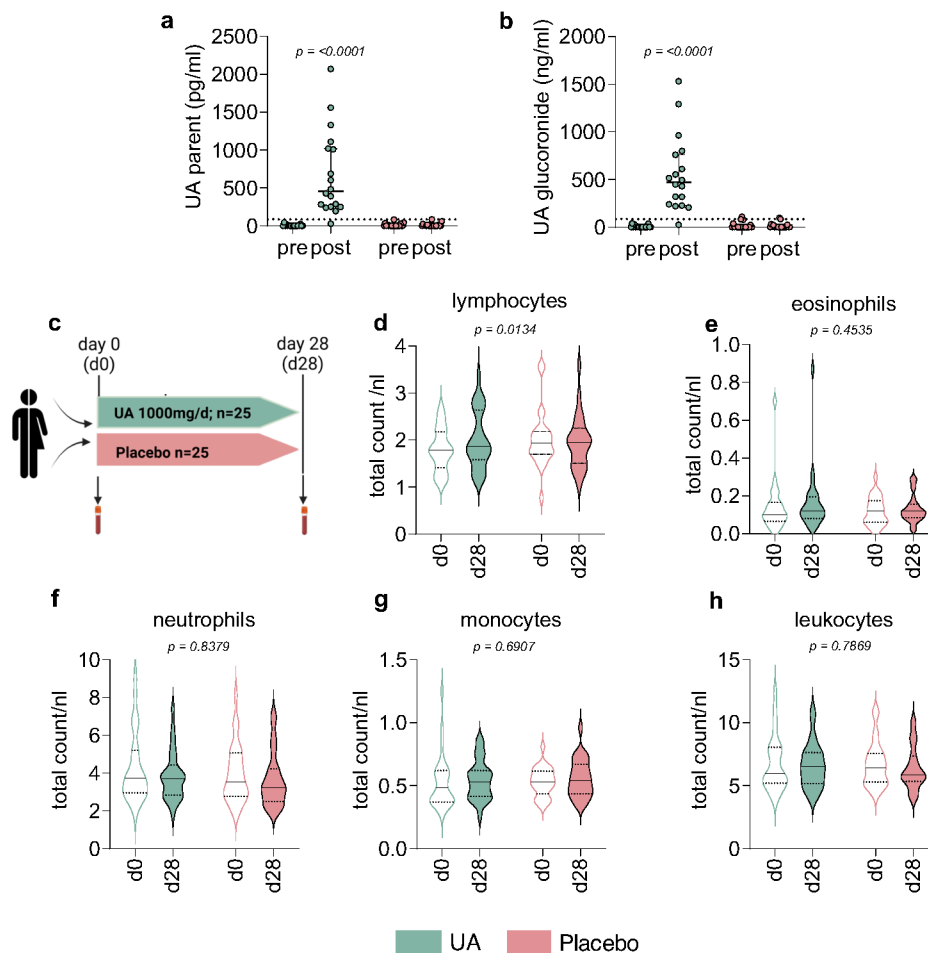 a
UA parent (pg/ml)
p = <0.0001
2500
2000
1500
1000
500
0
pre post
pre post
b
UA glucoronide (ng/ml)
p = <0.0001
2000
1500
1000
500
0
pre post
pre post
c
day 0
(d0)
day 28
(d28)
UA 1000mg/d; n=25
Placebo n=25
d
lymphocytes
p = 0.0134
total count/nl
4
3
2
1
0
d0
d28
d0
d28
e
eosinophils
p = 0.4535
total count/nl
1.0
0.8
0.6
0.4
0.2
0.0
d0
d28
d0
d28
f
neutrophils
p = 0.8379
total count/nl
10
8
6
4
2
0
d0
d28
d0
d28
g
monocytes
p = 0.6907
total count/nl
1.5
1.0
0.5
0.0
d0
d28
d0
d28
h
leukocytes
p = 0.7869
total count/nl
15
10
5
0
d0
d28
d0
d28
UA
Placebo